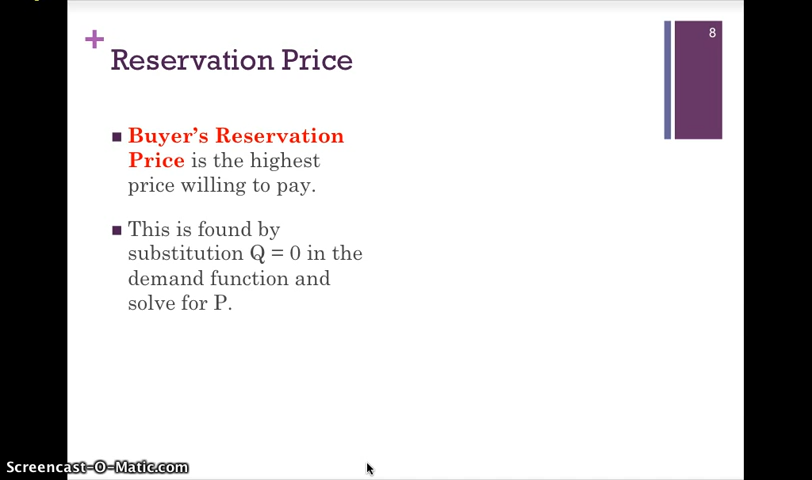 8
+
Reservation Price
■ Buyer's Reservation
Price is the highest
price willing to pay.
■ This is found by
substitution Q = 0 in the
demand function and
solve for P.
Screencast-O-Matic.com